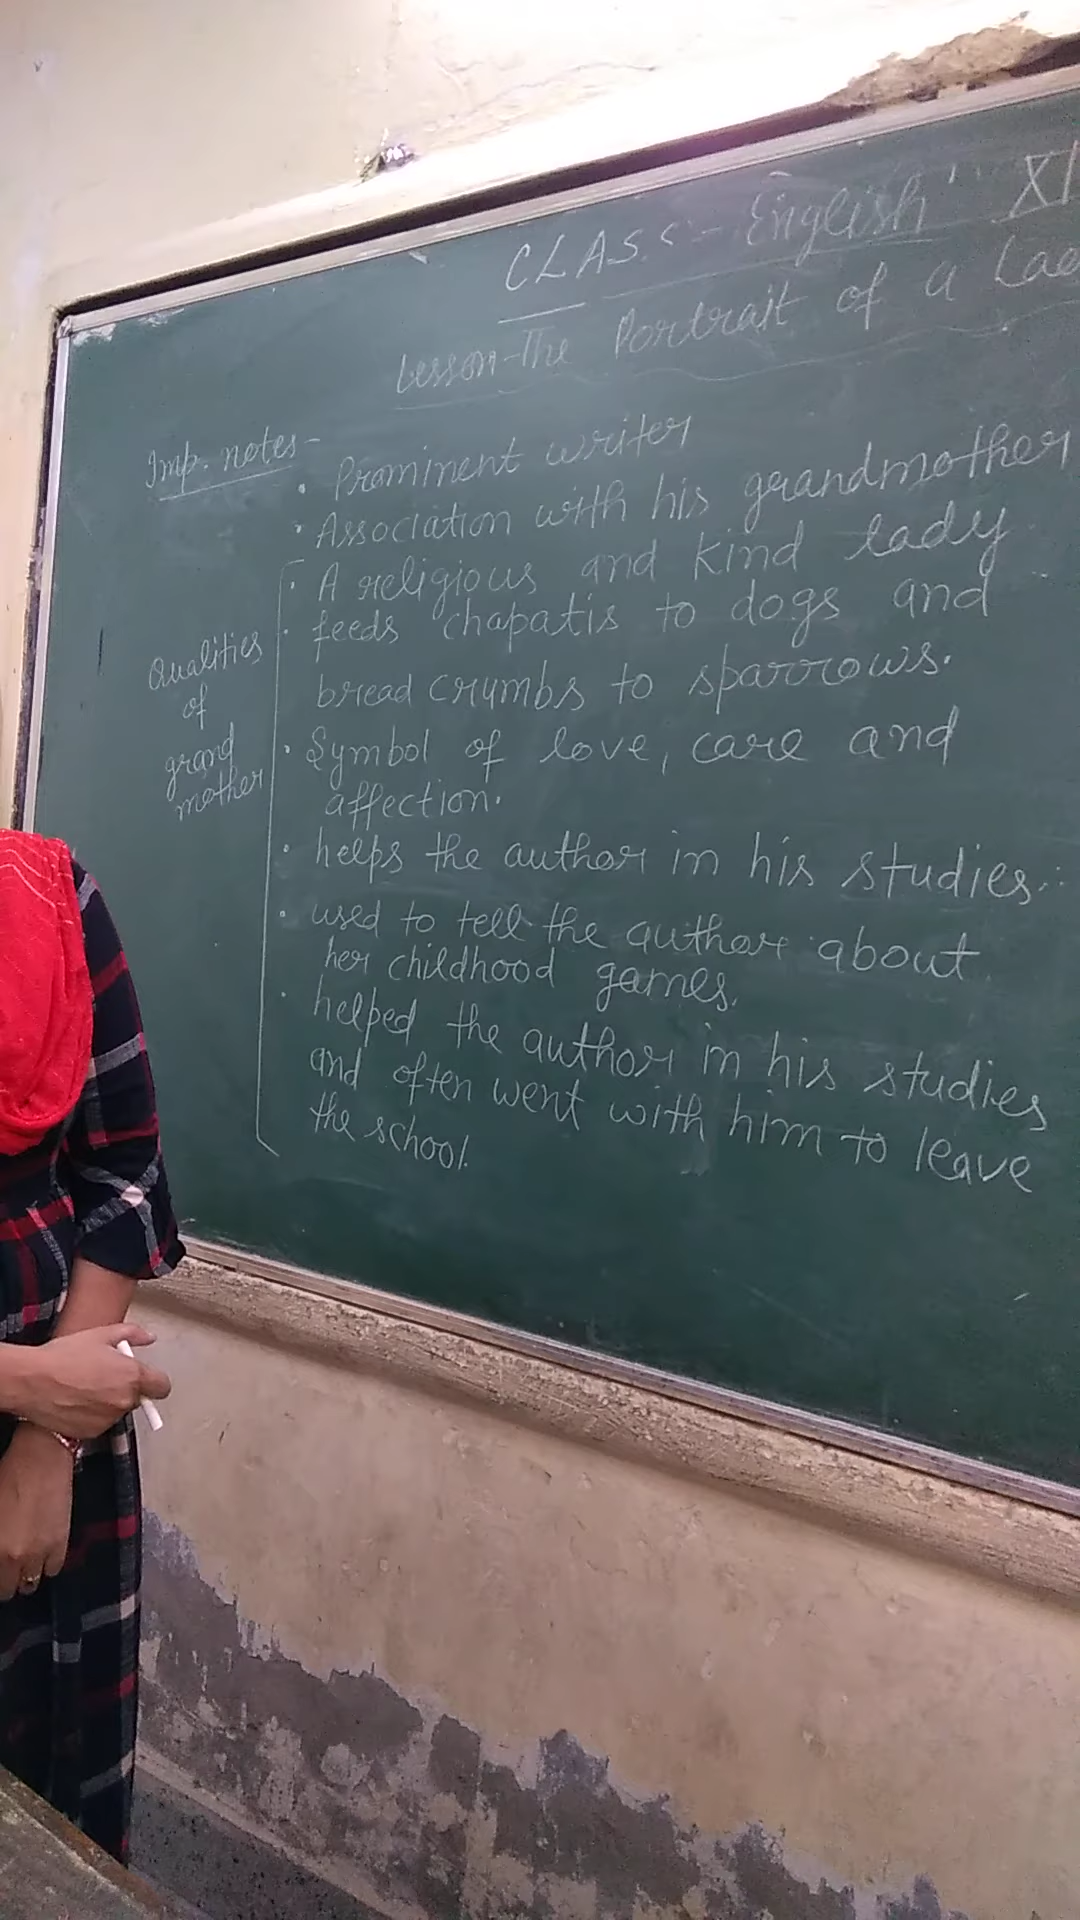 CLASS:- English" XI
Lesson-The Portrait of a
Imp. notes-
• Prominent writer
• Association with his grandmother
• A religious and kind lady
• feeds chapatis to dogs and
bread crumbs to sparrows.
• Symbol of love, care and
affection.
• helps the author in his studies.
• used to tell the author about
her childhood games.
• helped the author in his studies
and often went with him to leave
the school.
Qualities
of
grand
mother